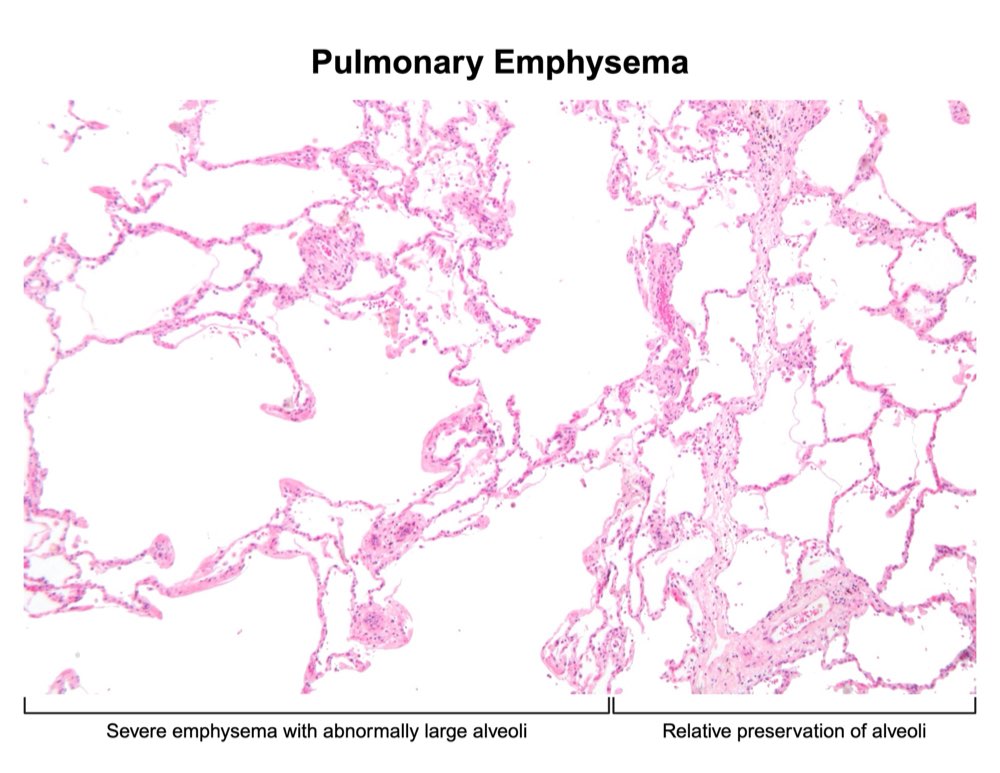 Pulmonary Emphysema
Severe emphysema with abnormally large alveoli
Relative preservation of alveoli